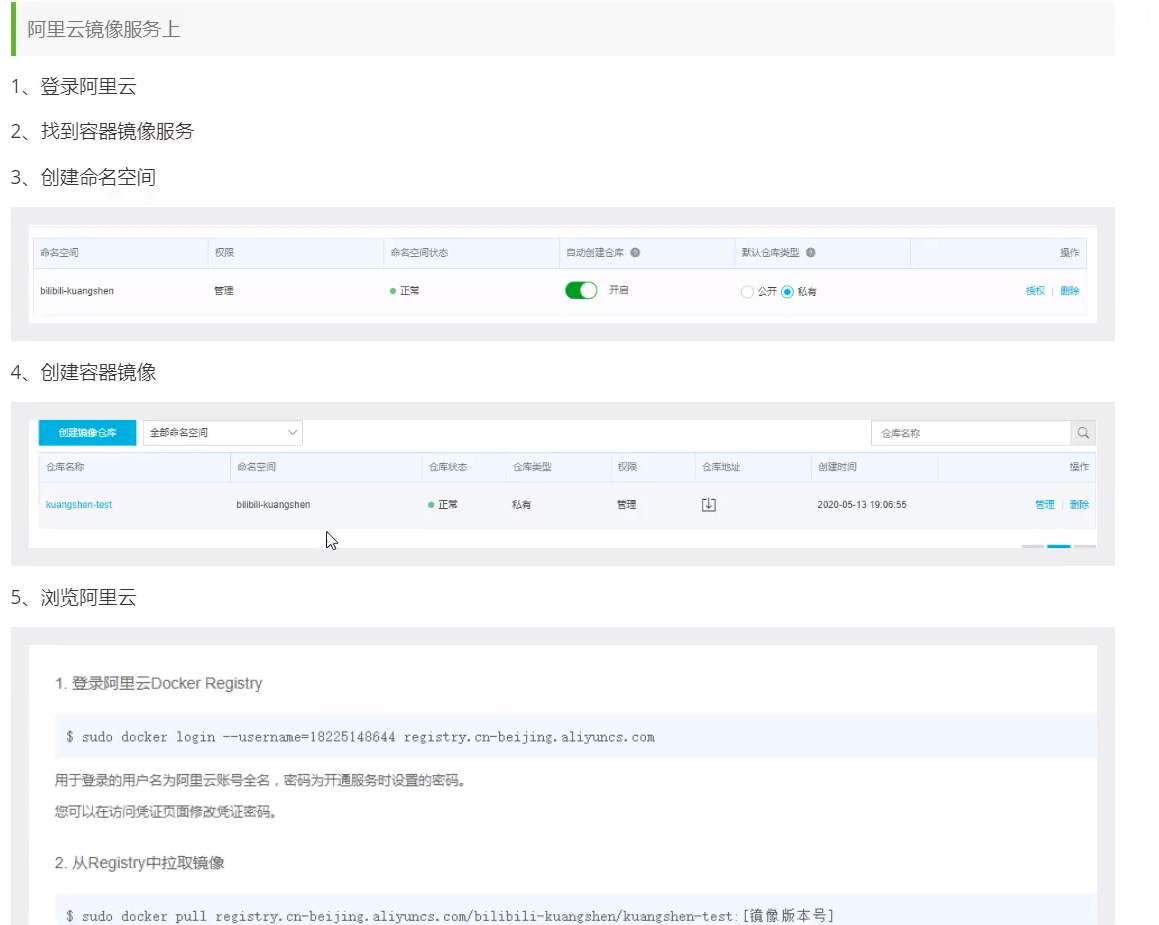 阿里云镜像服务上
1、登录阿里云
2、找到容器镜像服务
3、创建命名空间
命名空间 权限 命名空间状态 自动创建仓库 默认仓库类型 操作
bilibili-kuangshen 管理 正常 开启 公开 私有 授权 删除
4、创建容器镜像
创建镜像仓库 全部命名空间 仓库名称
仓库名称 命名空间 仓库状态 仓库类型 权限 仓库地址 创建时间 操作
kuangshen-test bilibili-kuangshen 正常 私有 管理 2020-05-13 19:06:55 管理 删除
5、浏览阿里云
1. 登录阿里云Docker Registry
$ sudo docker login --username=18225148644 registry.cn-beijing.aliyuncs.com
用于登录的用户名为阿里云账号全名，密码为开通服务时设置的密码。
您可以在访问凭证页面修改凭证密码。
2. 从Registry中拉取镜像
$ sudo docker pull registry.cn-beijing.aliyuncs.com/bilibili-kuangshen/kuangshen-test:[镜像版本号]